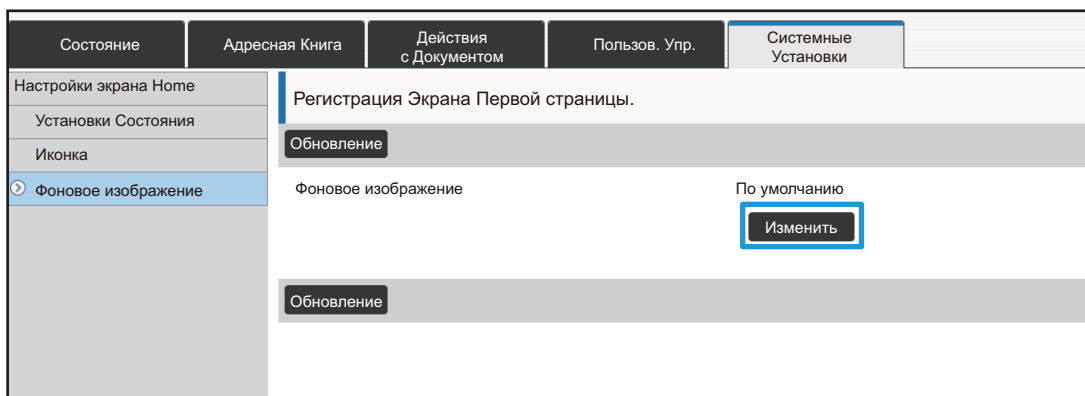 Состояние
Адресная Книга
Действия
с Документом
Пользов. Упр.
Системные
Установки
Настройки экрана Home
Установки Состояния
Иконка
Фоновое изображение
Регистрация Экрана Первой страницы.
Обновление
Фоновое изображение
По умолчанию
Изменить
Обновление